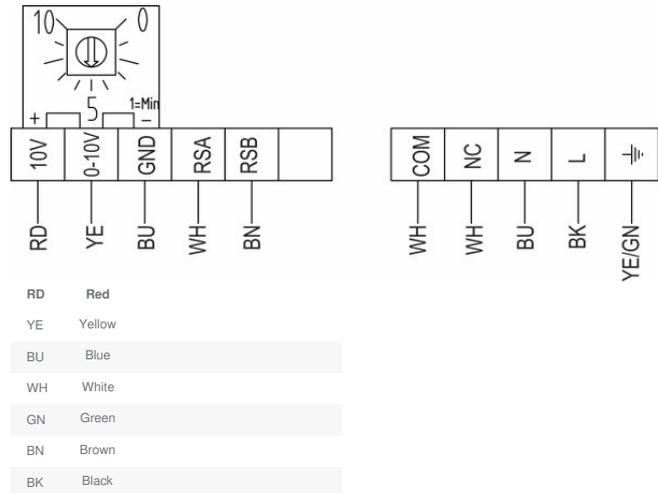 10 0
5 1=Min
+ −
10V 0-10V GND RSA RSB COM NC N L
RD YE BU WH BN WH WH BU BK YE/GN
RD Red
YE Yellow
BU Blue
WH White
GN Green
BN Brown
BK Black